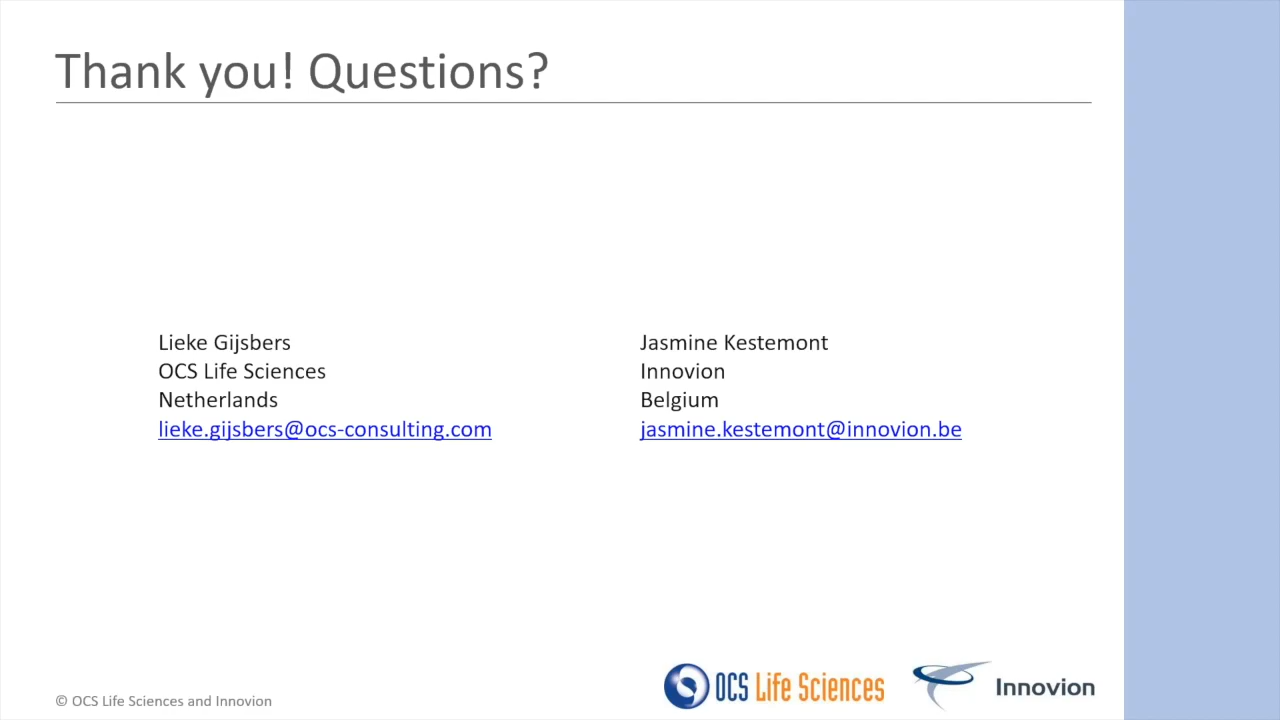 Thank you! Questions?
Lieke Gijsbers
OCS Life Sciences
Netherlands
lieke.gijsbers@ocs-consulting.com
Jasmine Kestemont
Innovion
Belgium
jasmine.kestemont@innovion.be
© OCS Life Sciences and Innovion
OCS Life Sciences
Innovion